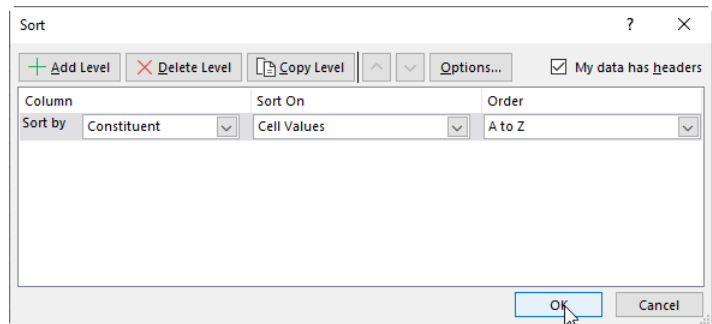 Sort ?
Add Level Delete Level Copy Level Options... My data has headers
Column Sort On Order
Sort by Constituent Cell Values A to Z
OK Cancel